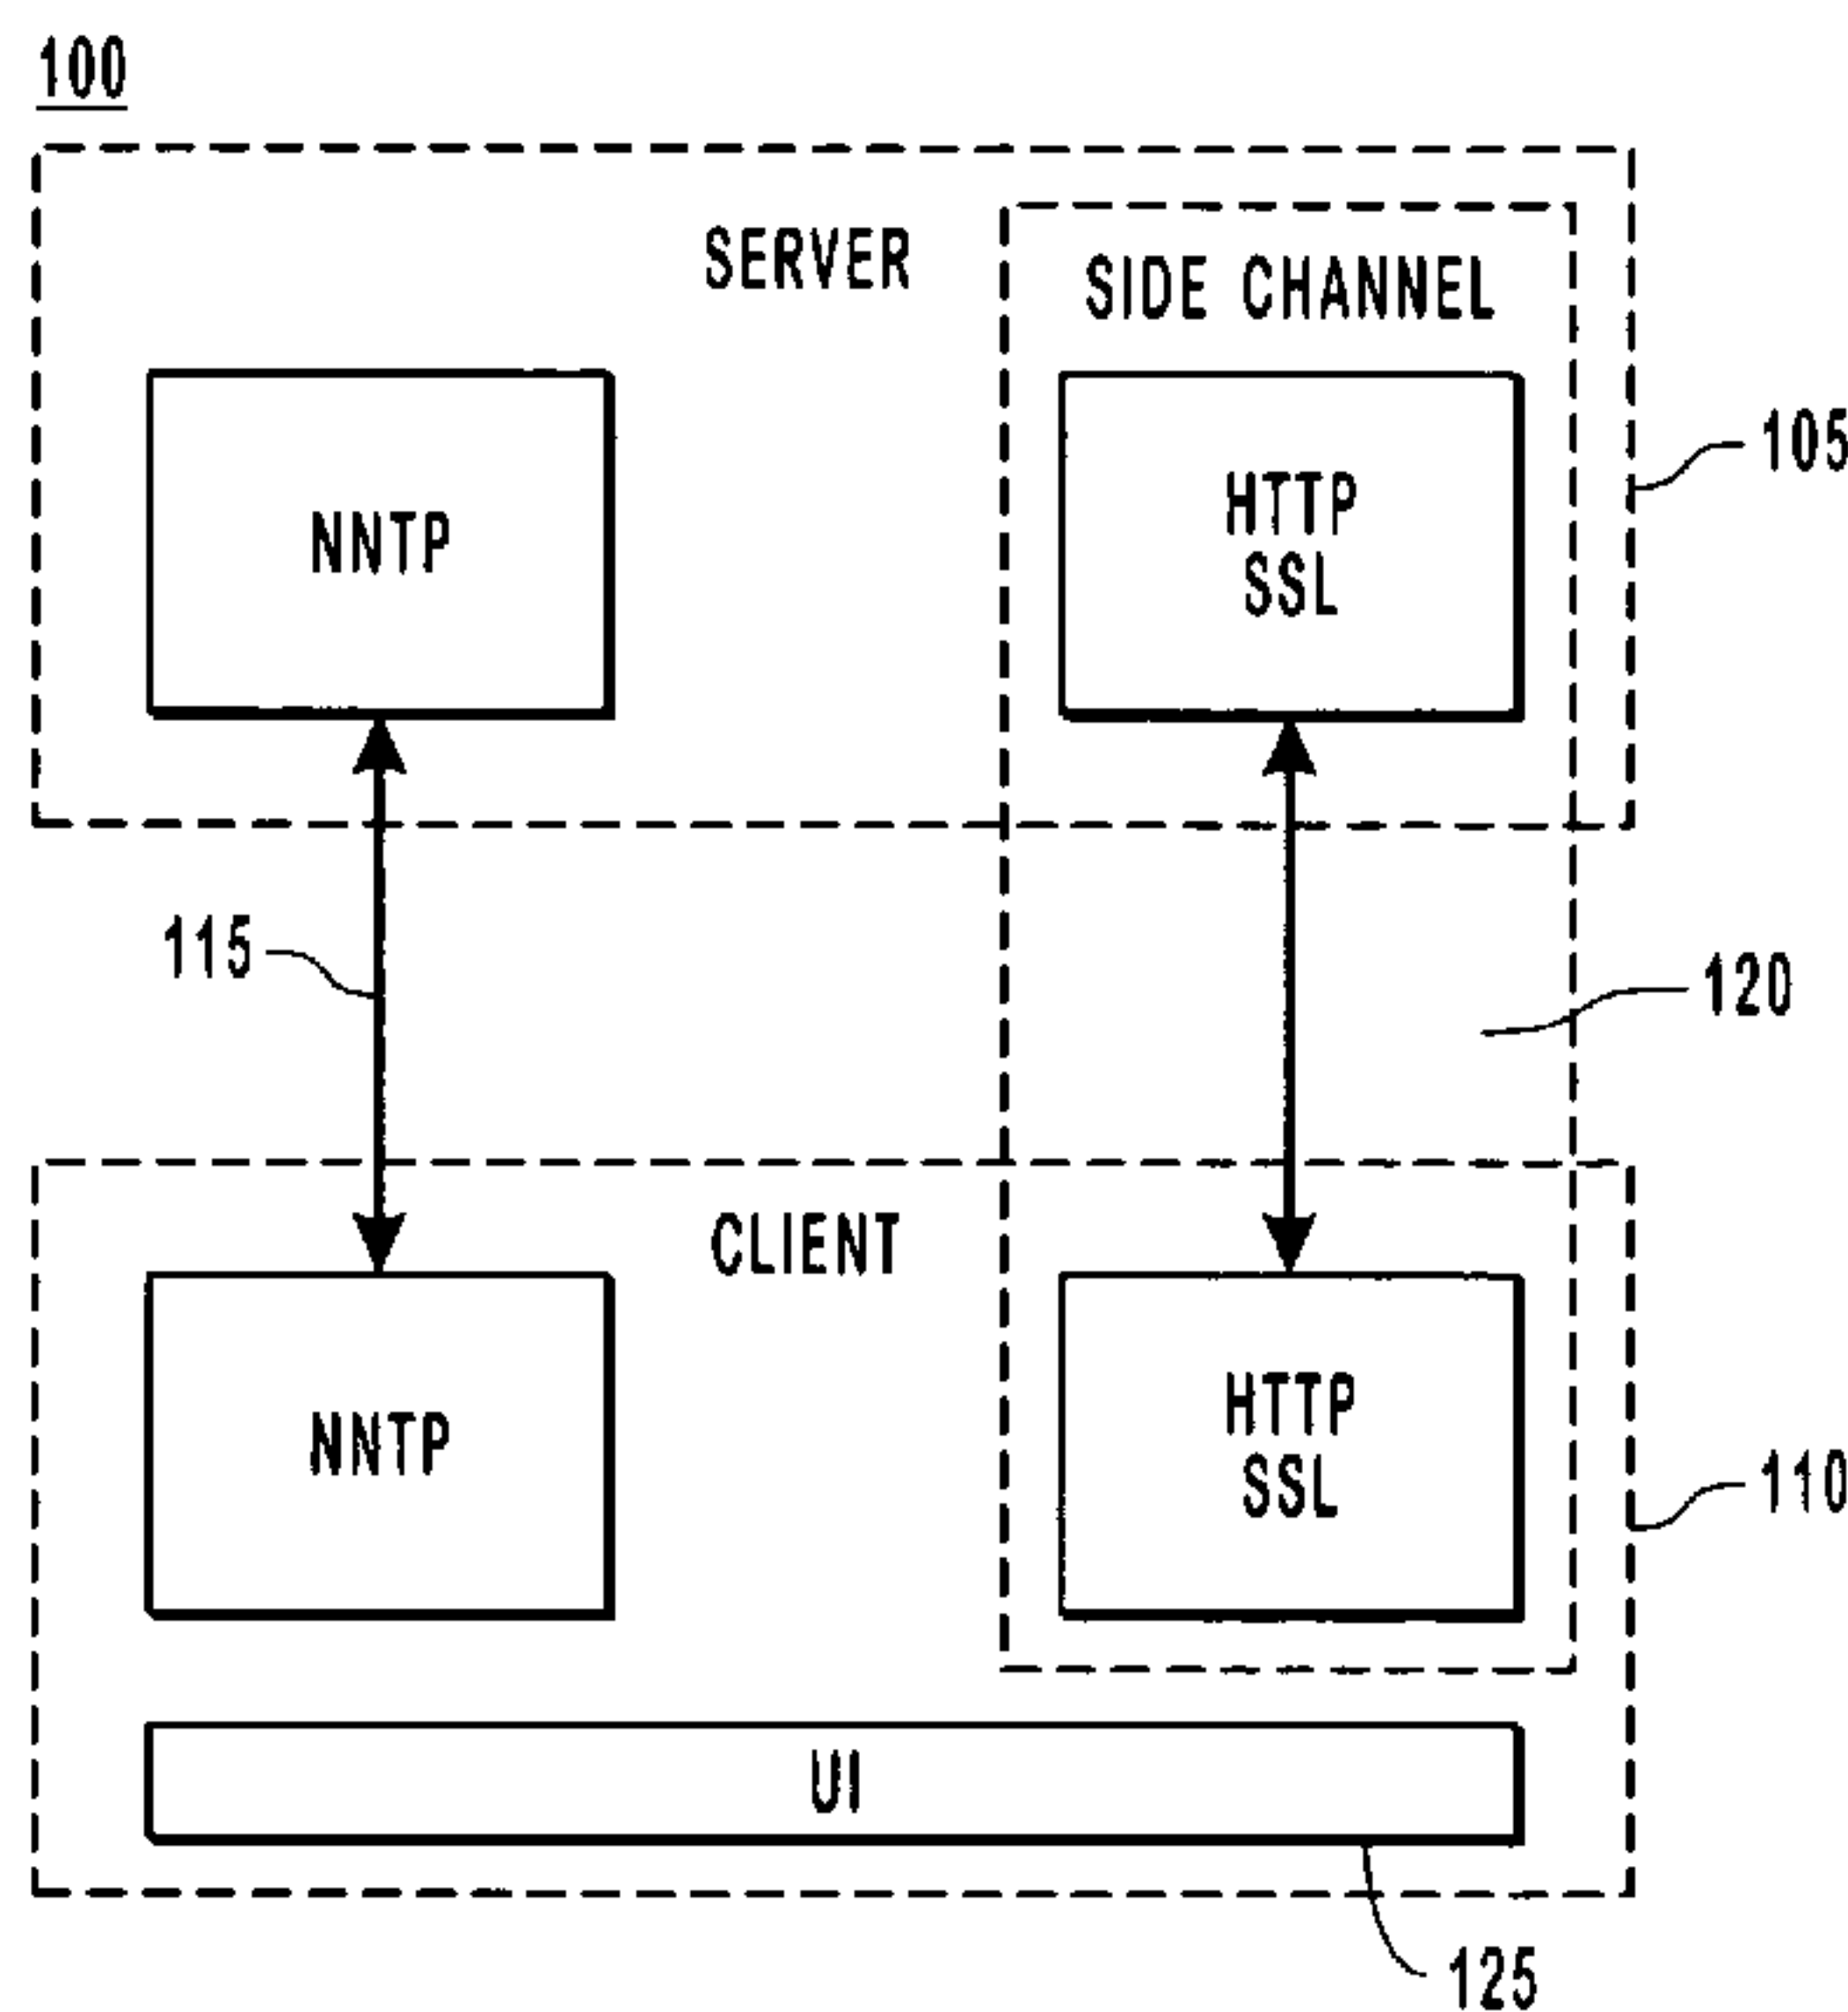 100
SERVER
SIDE CHANNEL
NNTP
HTTP
SSL
105
115
120
CLIENT
NNTP
HTTP
SSL
110
UI
125